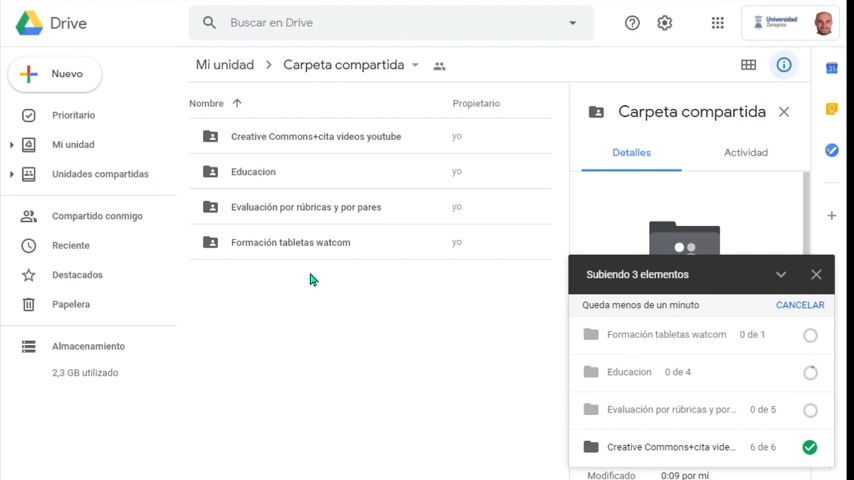 Drive
Buscar en Drive
Universidad
Zaragoza
Nuevo
Mi unidad
Carpeta compartida
Nombre
Propietario
Carpeta compartida
Prioritario
Creative Commons+cita videos youtube
yo
Detalles
Actividad
Mi unidad
Unidades compartidas
Educacion
yo
Compartido conmigo
Evaluación por rúbricas y por pares
yo
Reciente
Formación tabletas watcom
yo
Destacados
Papelera
Subiendo 3 elementos
Queda menos de un minuto
CANCELAR
Almacenamiento
2,3 GB utilizado
Formación tabletas watcom
0 de 1
Educacion
0 de 4
Evaluación por rúbricas y por...
0 de 5
Creative Commons+cita vide...
6 de 6
Modificado
0:09 por mí
31